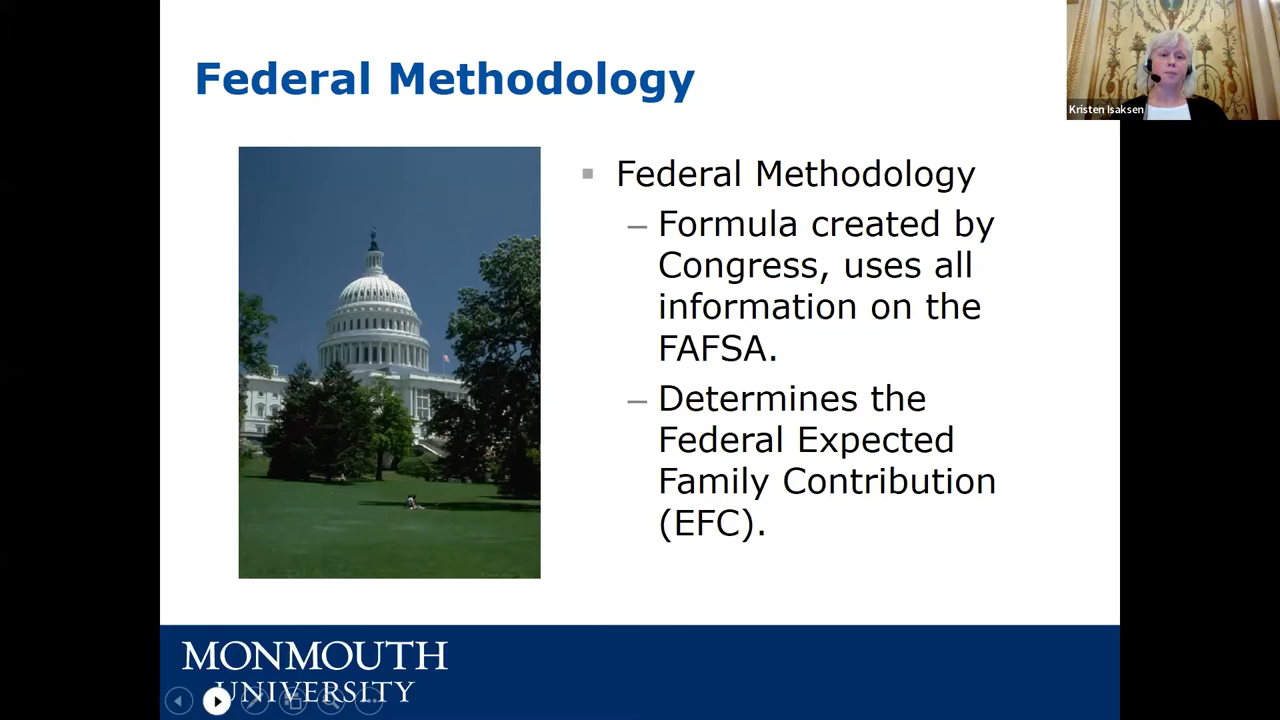 Federal Methodology
Kristen Isaksen
Federal Methodology
– Formula created by
Congress, uses all
information on the
FAFSA.
– Determines the
Federal Expected
Family Contribution
(EFC).
MONMOUTH
UNIVERSITY